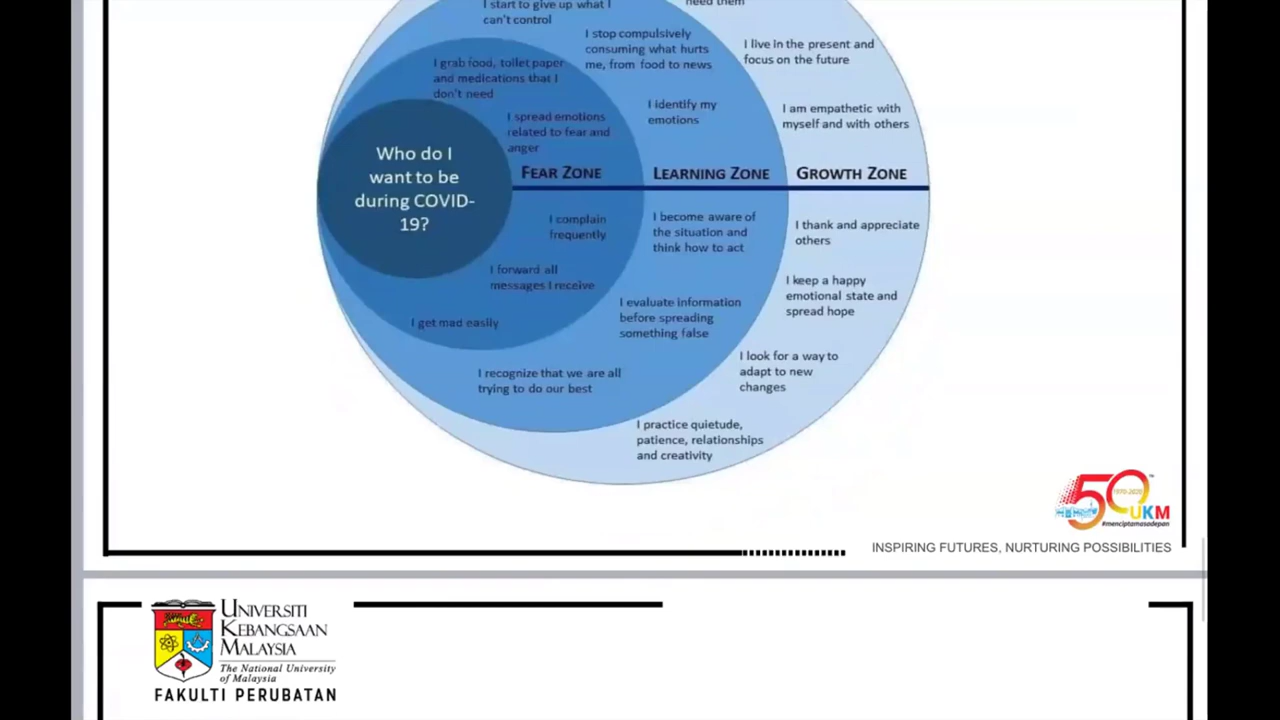 I start to give up what I
can't control
need them
I stop compulsively
consuming what hurts
me, from food to news
I live in the present and
focus on the future
I grab food, toilet paper
and medications that I
don't need
I identify my
emotions
I am empathetic with
myself and with others
I spread emotions
related to fear and
anger
Who do I
want to be
during COVID-
19?
FEAR ZONE
LEARNING ZONE
GROWTH ZONE
I complain
frequently
I become aware of
the situation and
think how to act
I thank and appreciate
others
I forward all
messages I receive
I keep a happy
emotional state and
spread hope
I get mad easily
I evaluate information
before spreading
something false
I look for a way to
adapt to new
changes
I recognize that we are all
trying to do our best
I practice quietude,
patience, relationships
and creativity
50
1970-2020
UKM
#menciptamasadepan
INSPIRING FUTURES, NURTURING POSSIBILITIES
UNIVERSITI
KEBANGSAAN
MALAYSIA
The National University
of Malaysia
FAKULTI PERUBATAN